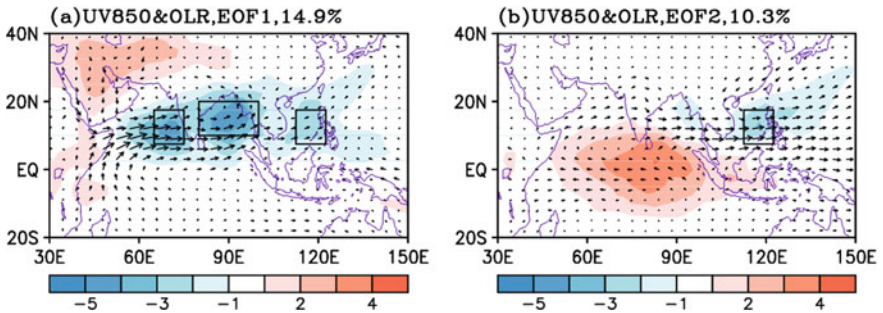 (a)UV850&OLR,EOF1,14.9%
40N
20N
EQ
20S
30E 60E 90E 120E 150E
-5 -3 -1 2 4
(b)UV850&OLR,EOF2,10.3%
40N
20N
EQ
20S
30E 60E 90E 120E 150E
-5 -3 -1 2 4